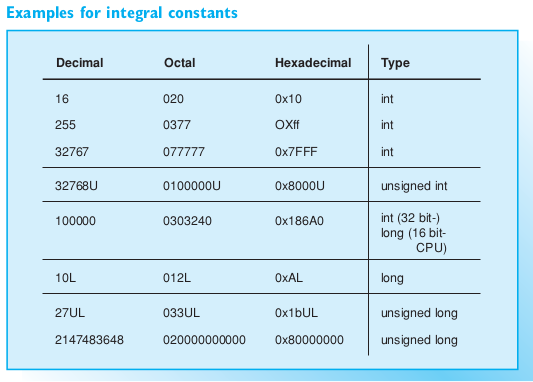 Examples for integral constants
Decimal Octal Hexadecimal Type
16 020 0x10 int
255 0377 OXff int
32767 077777 0x7FFF int
32768U 0100000U 0x8000U unsigned int
100000 0303240 0x186A0 int (32 bit-)
long (16 bit-
CPU)
10L 012L 0xAL long
27UL 033UL 0x1bUL unsigned long
2147483648 020000000000 0x80000000 unsigned long